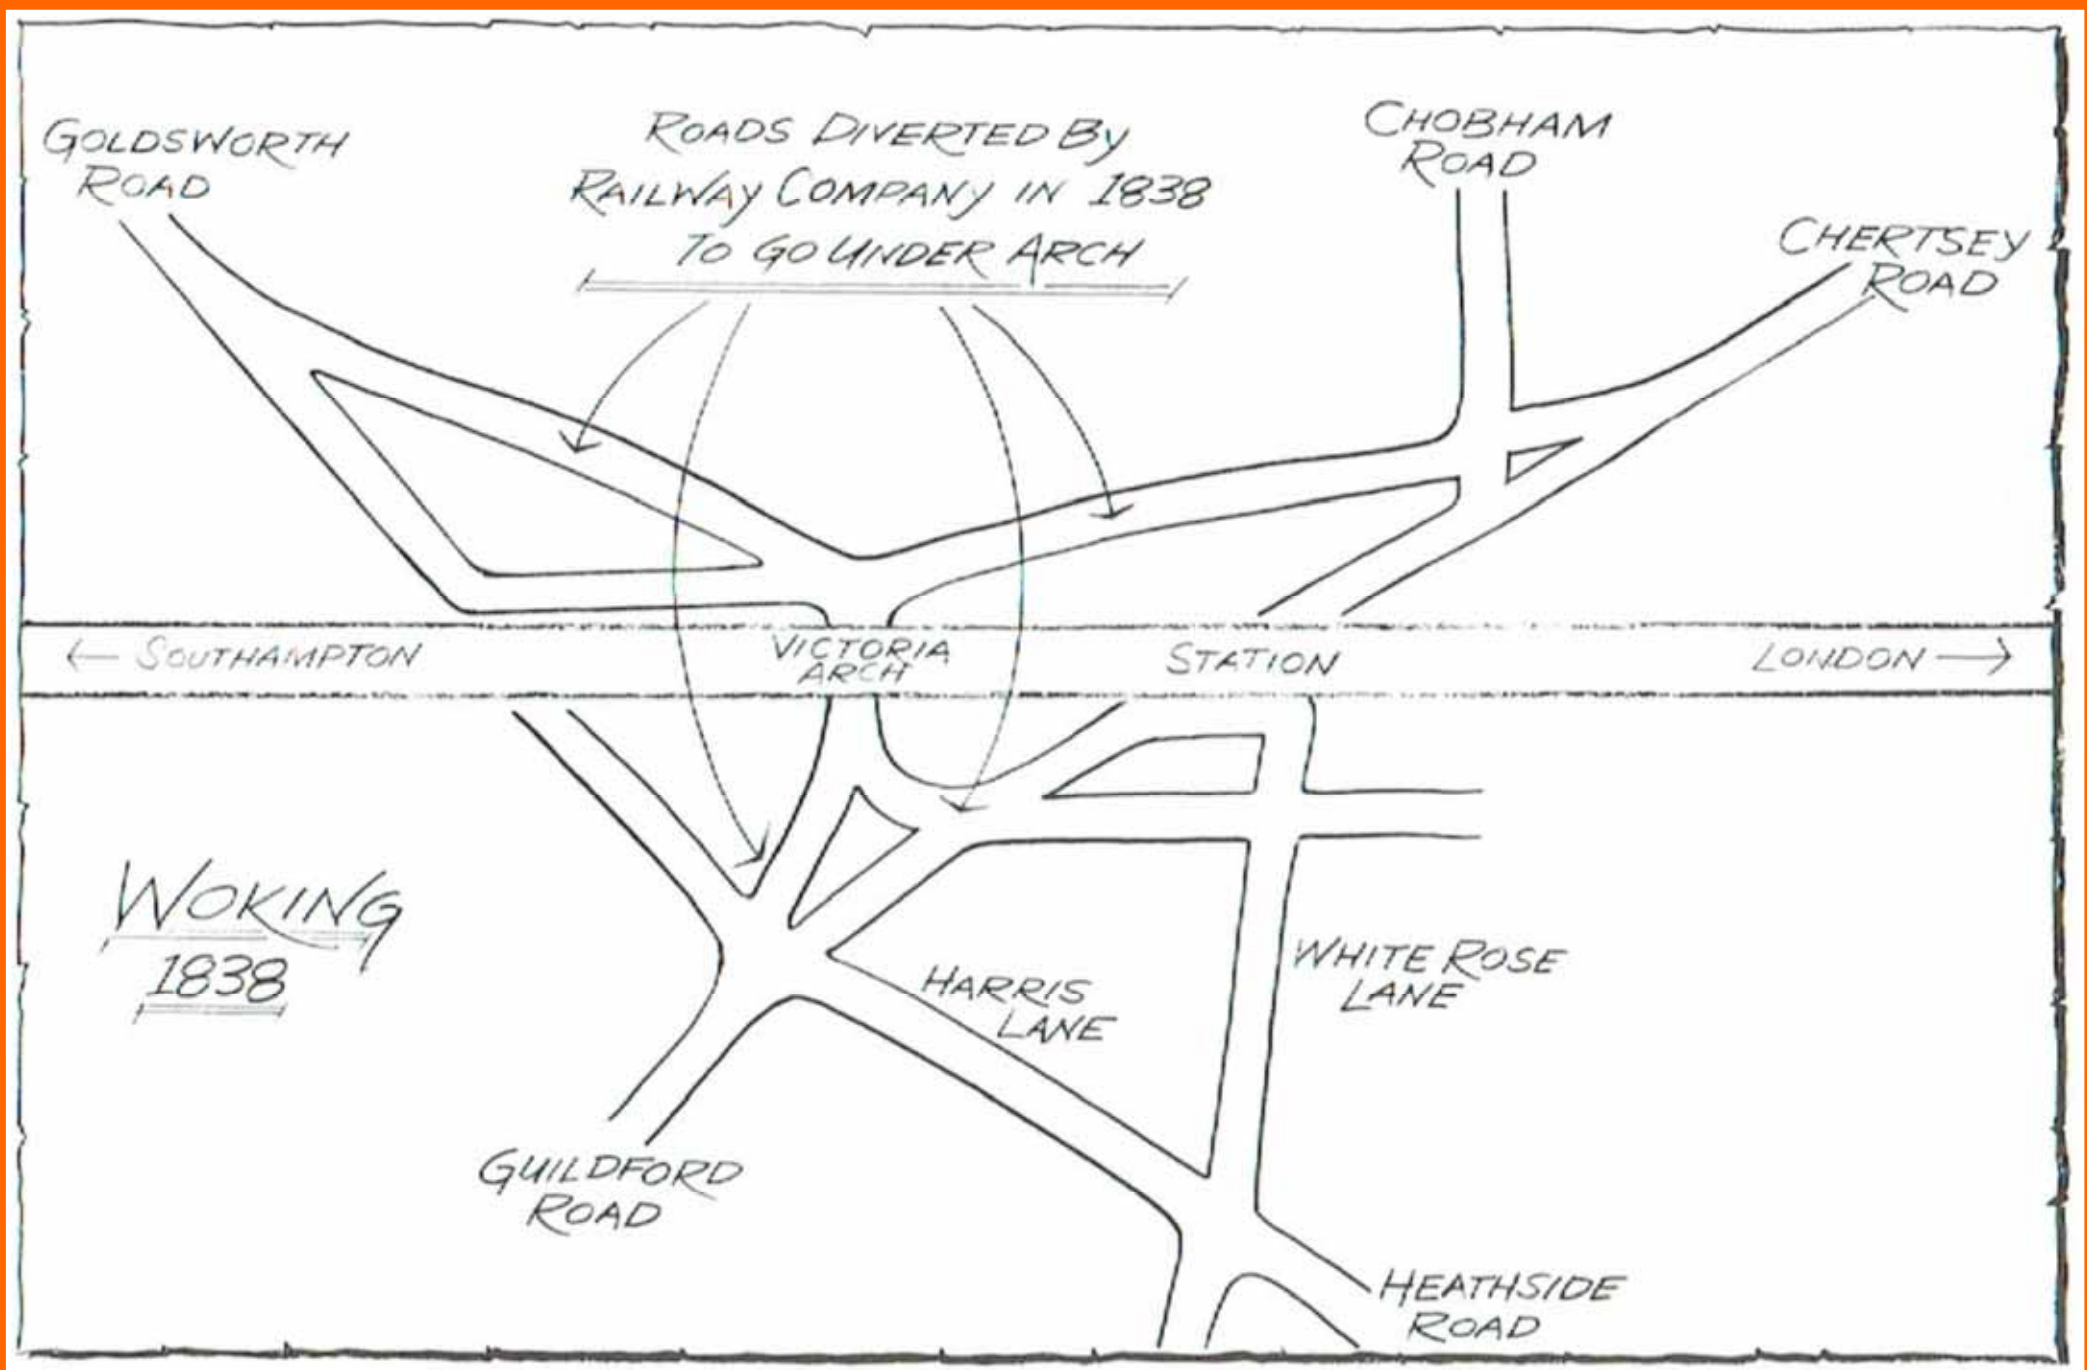 GOLDSWORTH
ROAD
ROADS DIVERTED By
RAILWAy COMPANy IN 1838
TO GO UNDER ARCH
CHOBHAM
ROAD
CHERTSEY
ROAD
← SOUTHAMPTON
VICTORIA
ARCH
STATION
LONDON →
WOKING
1838
HARRIS
LANE
WHITE ROSE
LANE
GUILDFORD
ROAD
HEATHSIDE
ROAD